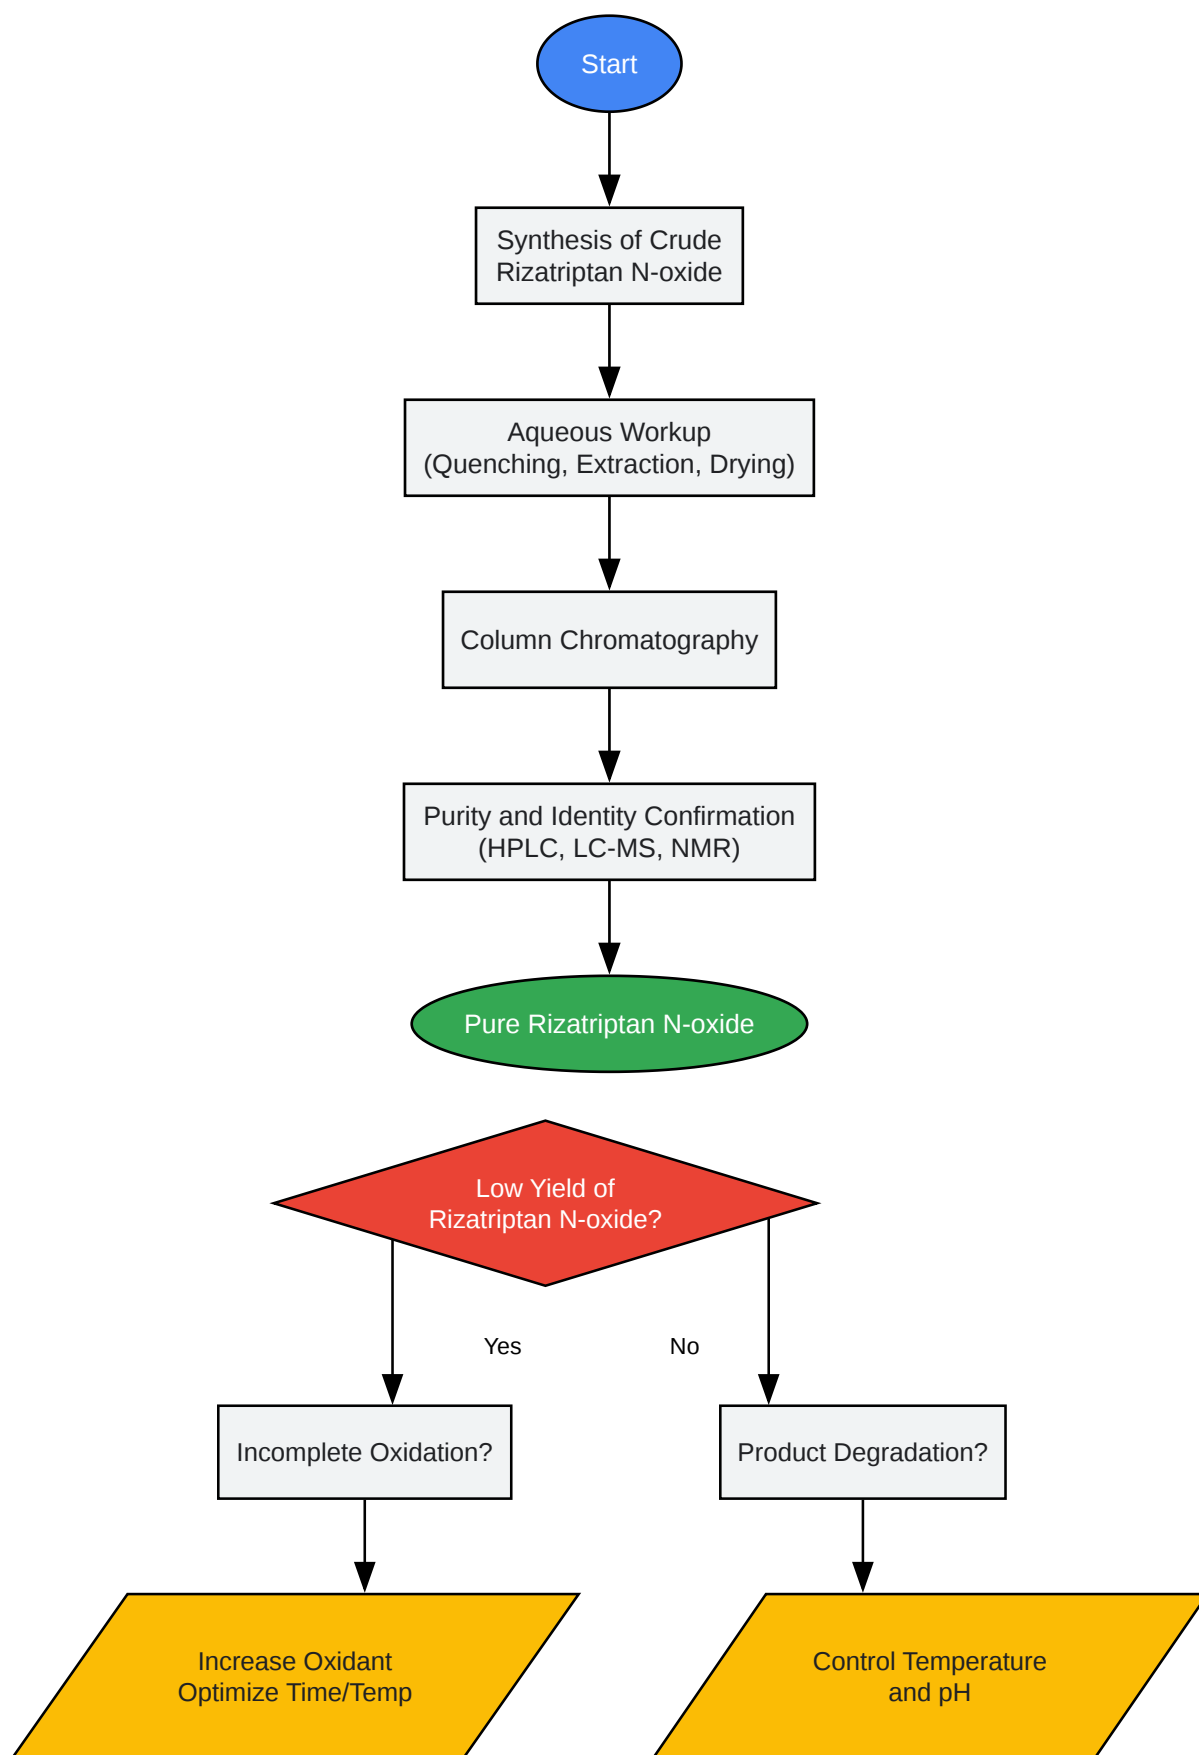 Start
Synthesis of Crude
Rizatriptan N-oxide
Aqueous Workup
(Quenching, Extraction, Drying)
Column Chromatography
Purity and Identity Confirmation
(HPLC, LC-MS, NMR)
Pure Rizatriptan N-oxide
Low Yield of
Rizatriptan N-oxide?
Yes
No
Incomplete Oxidation?
Product Degradation?
Increase Oxidant
Optimize Time/Temp
Control Temperature
and pH